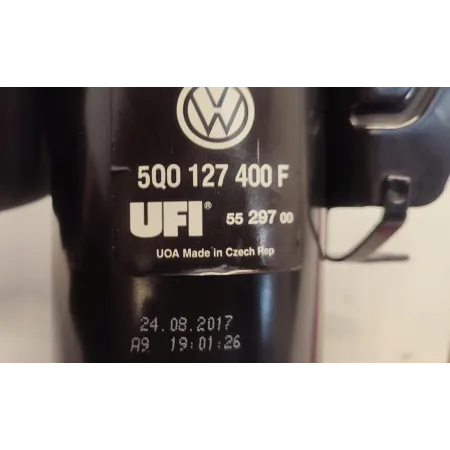 5Q0 127 400 F
UFI® 55 297 00
UOA Made in Czech Rep
24.08.2017
A9 19:01:26